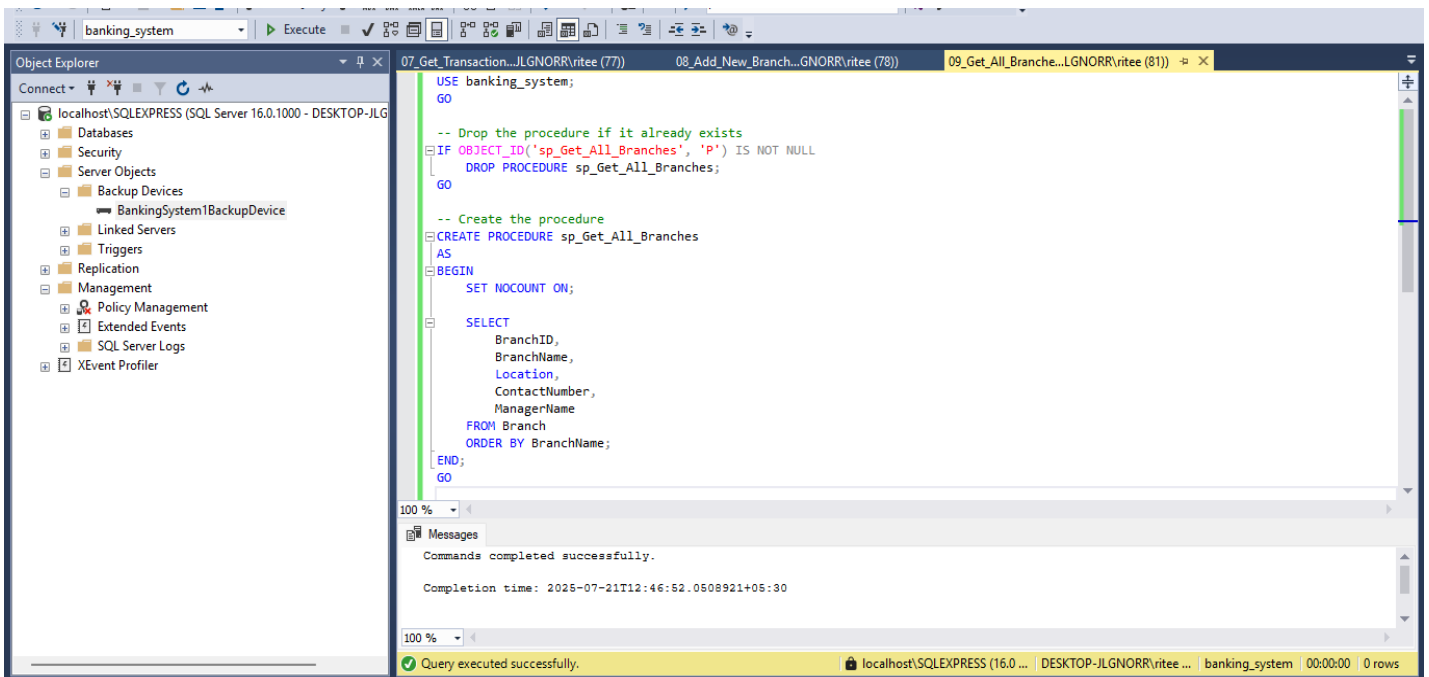 banking_system
Execute
Object Explorer
Connect
localhost\SQLEXPRESS (SQL Server 16.0.1000 - DESKTOP-JLG
Databases
Security
Server Objects
Backup Devices
BankingSystem1BackupDevice
Linked Servers
Triggers
Replication
Management
Policy Management
Extended Events
SQL Server Logs
XEvent Profiler
07_Get_Transaction...JLGNORR\ritee (77))
08_Add_New_Branch...GNORR\ritee (78))
09_Get_All_Branche...LGNORR\ritee (81))
USE banking_system;
GO
-- Drop the procedure if it already exists
IF OBJECT_ID('sp_Get_All_Branches', 'P') IS NOT NULL
DROP PROCEDURE sp_Get_All_Branches;
GO
-- Create the procedure
CREATE PROCEDURE sp_Get_All_Branches
AS
BEGIN
SET NOCOUNT ON;
SELECT
BranchID,
BranchName,
Location,
ContactNumber,
ManagerName
FROM Branch
ORDER BY BranchName;
END;
GO
100 %
Messages
Commands completed successfully.
Completion time: 2025-07-21T12:46:52.0508921+05:30
100 %
Query executed successfully.
localhost\SQLEXPRESS (16.0 ...
DESKTOP-JLGNORR\ritee ...
banking_system
00:00:00
0 rows